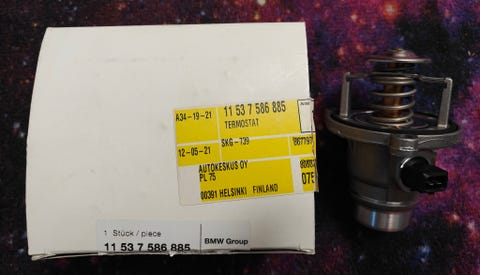 A34-19-21
11 53 7 586 885
TERMOSTAT
12-05-21
SKG-739
AUTOKESKUS OY
PL 75
00391 HELSINKI FINLAND
1 Stück / piece
11 53 7 586 885
BMW Group